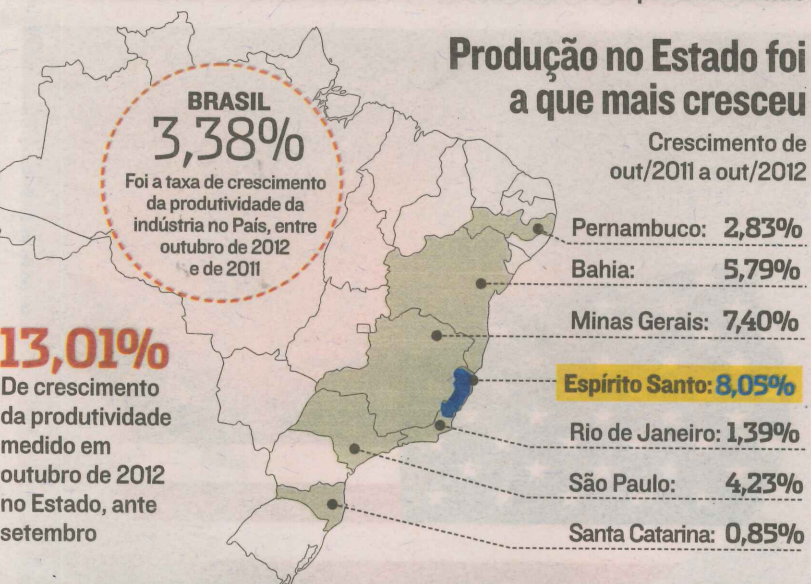 Produção no Estado foi
a que mais cresceu
Crescimento de
out/2011 a out/2012
BRASIL
3,38%
Foi a taxa de crescimento
da produtividade da
indústria no País, entre
outubro de 2012
e de 2011
Pernambuco: 2,83%
Bahia: 5,79%
Minas Gerais: 7,40%
Espírito Santo: 8,05%
Rio de Janeiro: 1,39%
São Paulo: 4,23%
Santa Catarina: 0,85%
13,01%
De crescimento
da produtividade
medido em
outubro de 2012
no Estado, ante
setembro